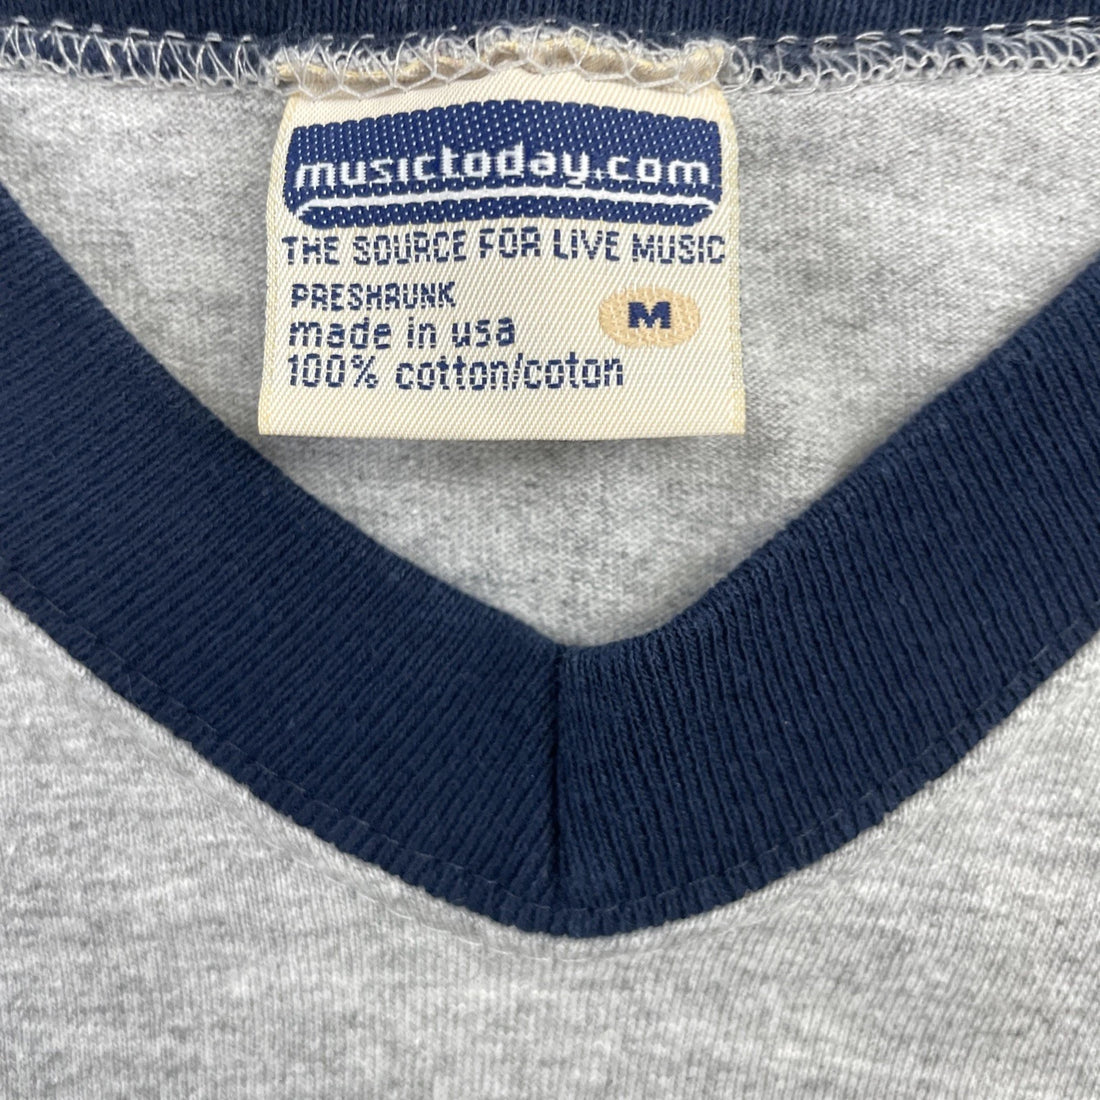 musictoday.com
THE SOURCE FOR LIVE MUSIC
PRESHRUNK
M
made in usa
100% cotton/coton